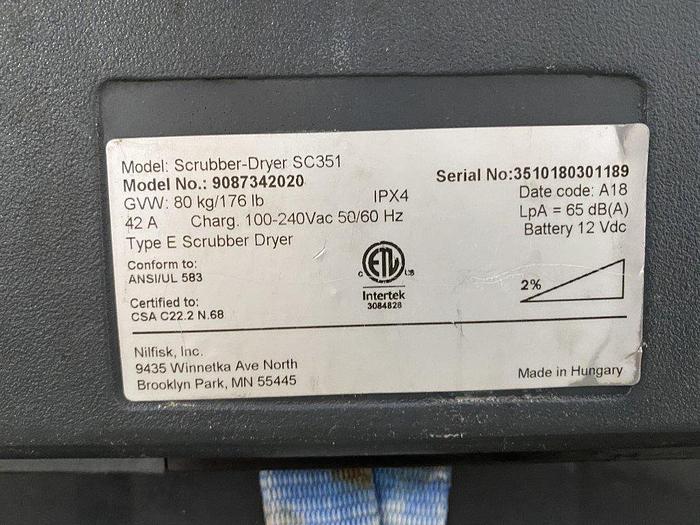 Model: Scrubber-Dryer SC351
Model No.: 9087342020
GVW: 80 kg/176 lb
IPX4
42 A Charg. 100-240Vac 50/60 Hz
Type E Scrubber Dryer
Serial No:3510180301189
Date code: A18
LpA = 65 dB(A)
Battery 12 Vdc
Conform to:
ANSI/UL 583
Certified to:
CSA C22.2 N.68
C ETL US
Intertek
3084828
2%
Nilfisk, Inc.
9435 Winnetka Ave North
Brooklyn Park, MN 55445
Made in Hungary